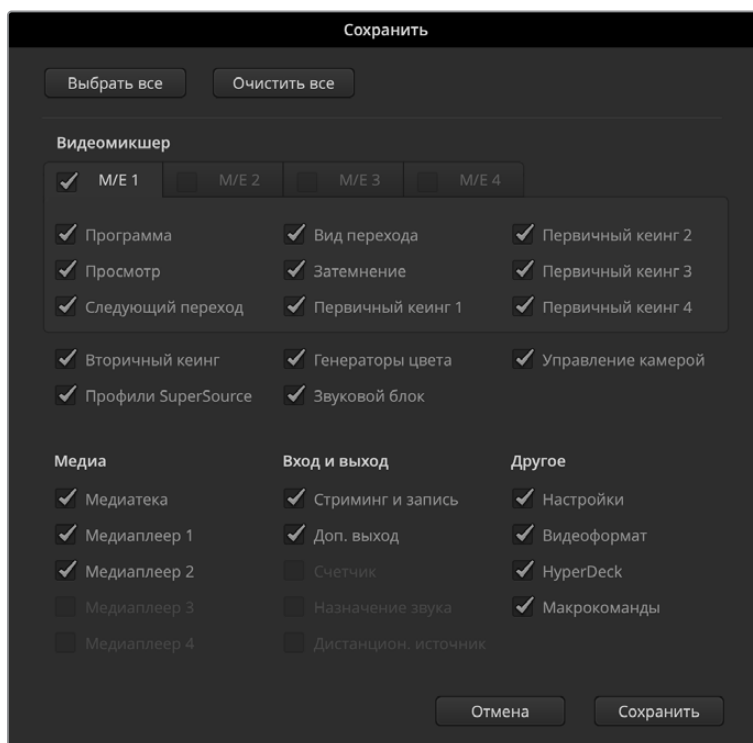 Сохранить
Выбрать все Очистить все
Видеомикшер
M/E 1 M/E 2 M/E 3 M/E 4
Программа Вид перехода Первичный кеинг 2
Просмотр Затемнение Первичный кеинг 3
Следующий переход Первичный кеинг 1 Первичный кеинг 4
Вторичный кеинг Генераторы цвета Управление камерой
Профили SuperSource Звуковой блок
Медиа Вход и выход Другое
Медиатека Стриминг и запись Настройки
Медиаплеер 1 Доп. выход Видеоформат
Медиаплеер 2 Счетчик HyperDeck
Медиаплеер 3 Назначение звука Макрокоманды
Медиаплеер 4 Дистанцион. источник
Отмена Сохранить